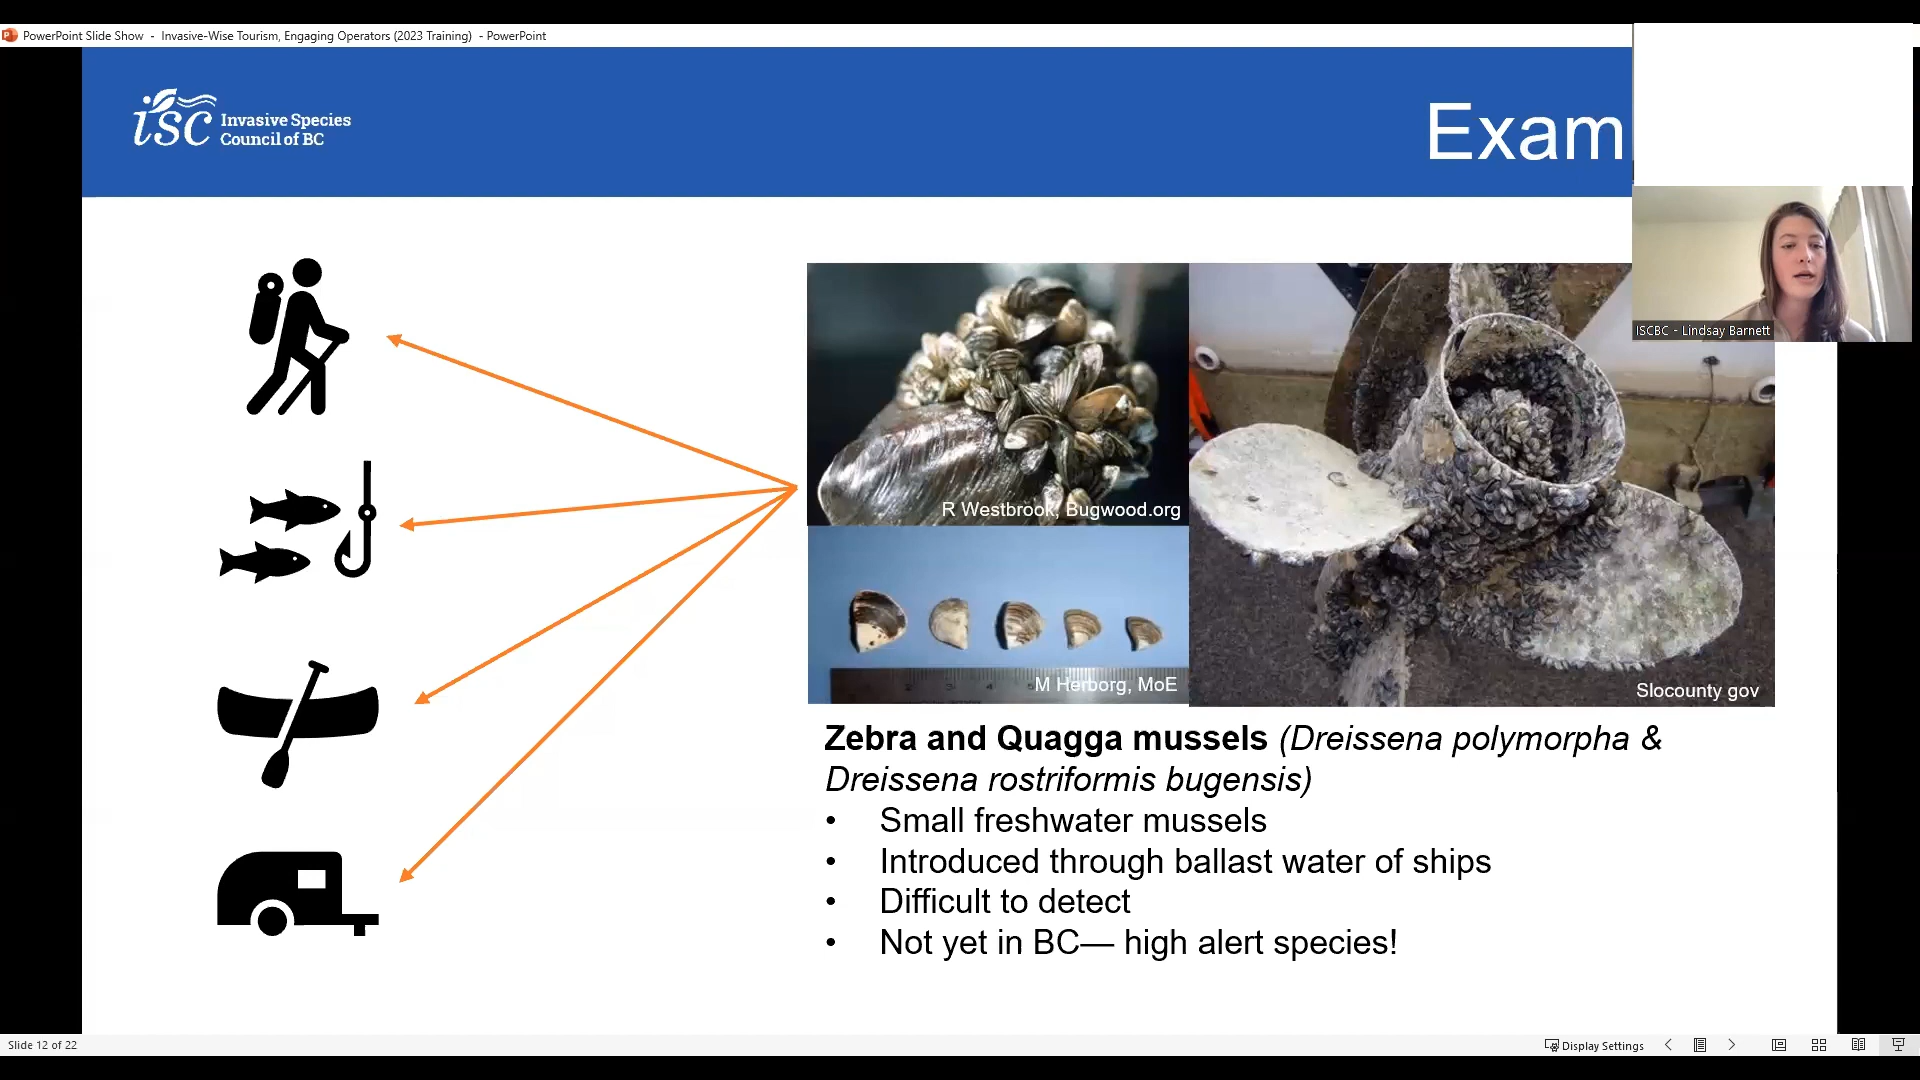 PowerPoint Slide Show - Invasive-Wise Tourism, Engaging Operators (2023 Training) - PowerPoint
isc Invasive Species
Council of BC
Exam
ISCBC - Lindsay Barnett
R Westbrook, Bugwood.org
M Herborg, MoE
Slocounty gov
Zebra and Quagga mussels (Dreissena polymorpha &
Dreissena rostriformis bugensis)
• Small freshwater mussels
• Introduced through ballast water of ships
• Difficult to detect
• Not yet in BC— high alert species!
Slide 12 of 22
Display Settings